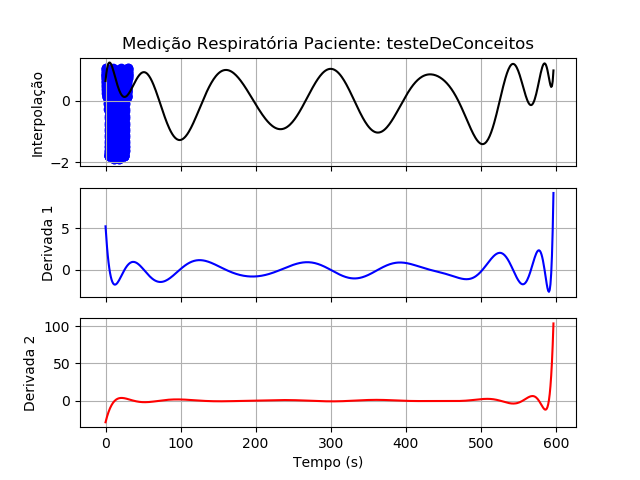 Medição Respiratória Paciente: testeDeConceitos
Interpolação
0
−2
Derivada 1
5
0
Derivada 2
100
50
0
0 100 200 300 400 500 600
Tempo (s)